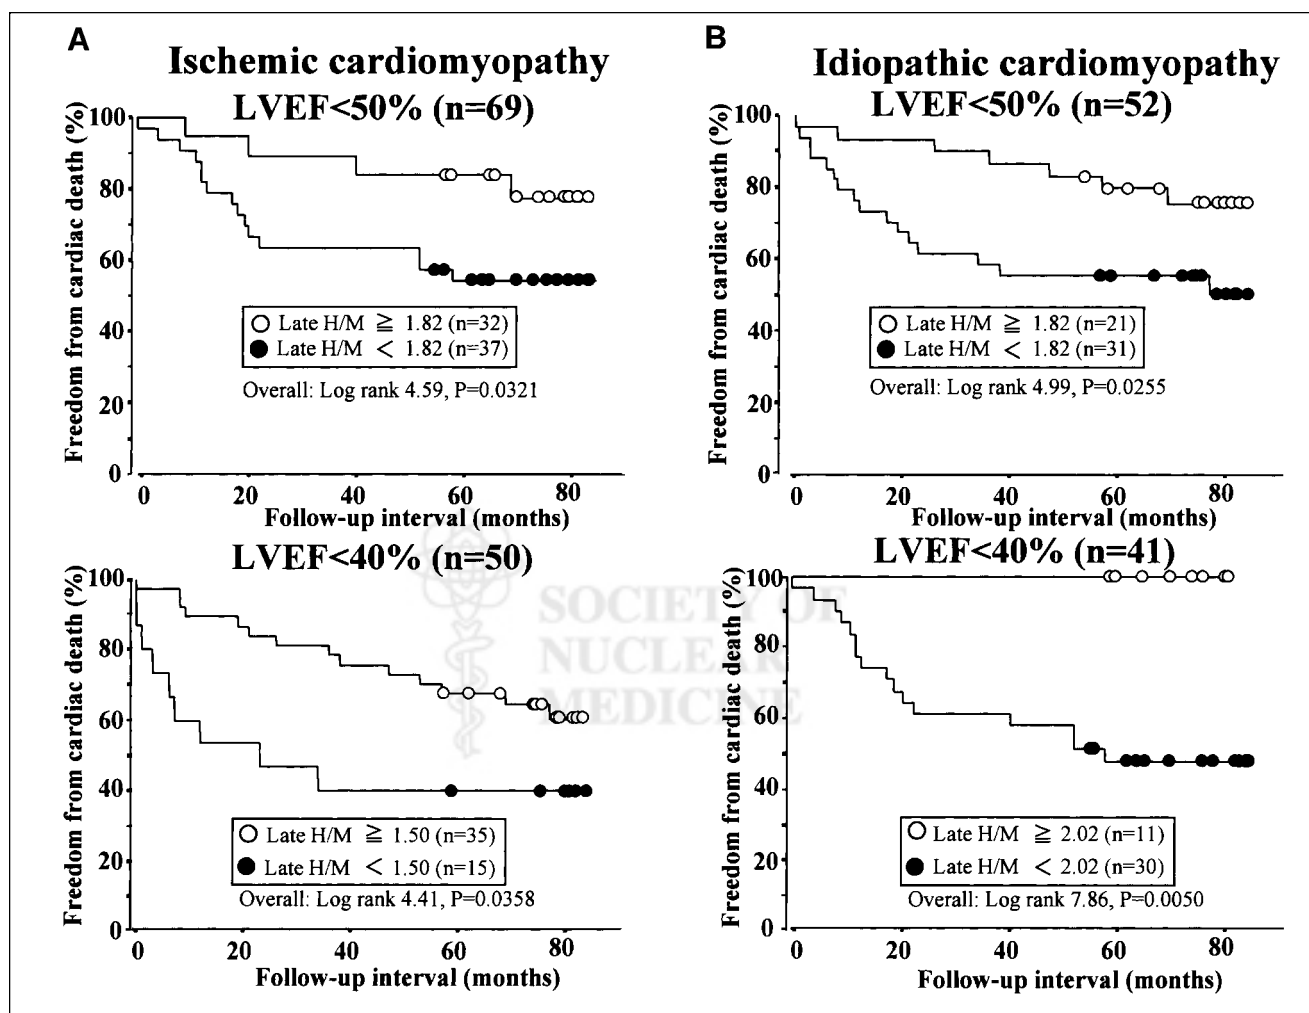 A
Ischemic cardiomyopathy
LVEF<50% (n=69)
Freedom from cardiac death (%)
100
80
60
40
20
0
Late H/M ≧ 1.82 (n=32)
Late H/M < 1.82 (n=37)
Overall: Log rank 4.59, P=0.0321
0 20 40 60 80
Follow-up interval (months)
LVEF<40% (n=50)
Freedom from cardiac death (%)
100
80
60
40
20
0
Late H/M ≧ 1.50 (n=35)
Late H/M < 1.50 (n=15)
Overall: Log rank 4.41, P=0.0358
0 20 40 60 80
Follow-up interval (months)
B
Idiopathic cardiomyopathy
LVEF<50% (n=52)
Freedom from cardiac death (%)
100
80
60
40
20
0
Late H/M ≧ 1.82 (n=21)
Late H/M < 1.82 (n=31)
Overall: Log rank 4.99, P=0.0255
0 20 40 60 80
Follow-up interval (months)
LVEF<40% (n=41)
Freedom from cardiac death (%)
100
80
60
40
20
0
Late H/M ≧ 2.02 (n=11)
Late H/M < 2.02 (n=30)
Overall: Log rank 7.86, P=0.0050
0 20 40 60 80
Follow-up interval (months)
SOCIETY OF
NUCLEAR
MEDICINE